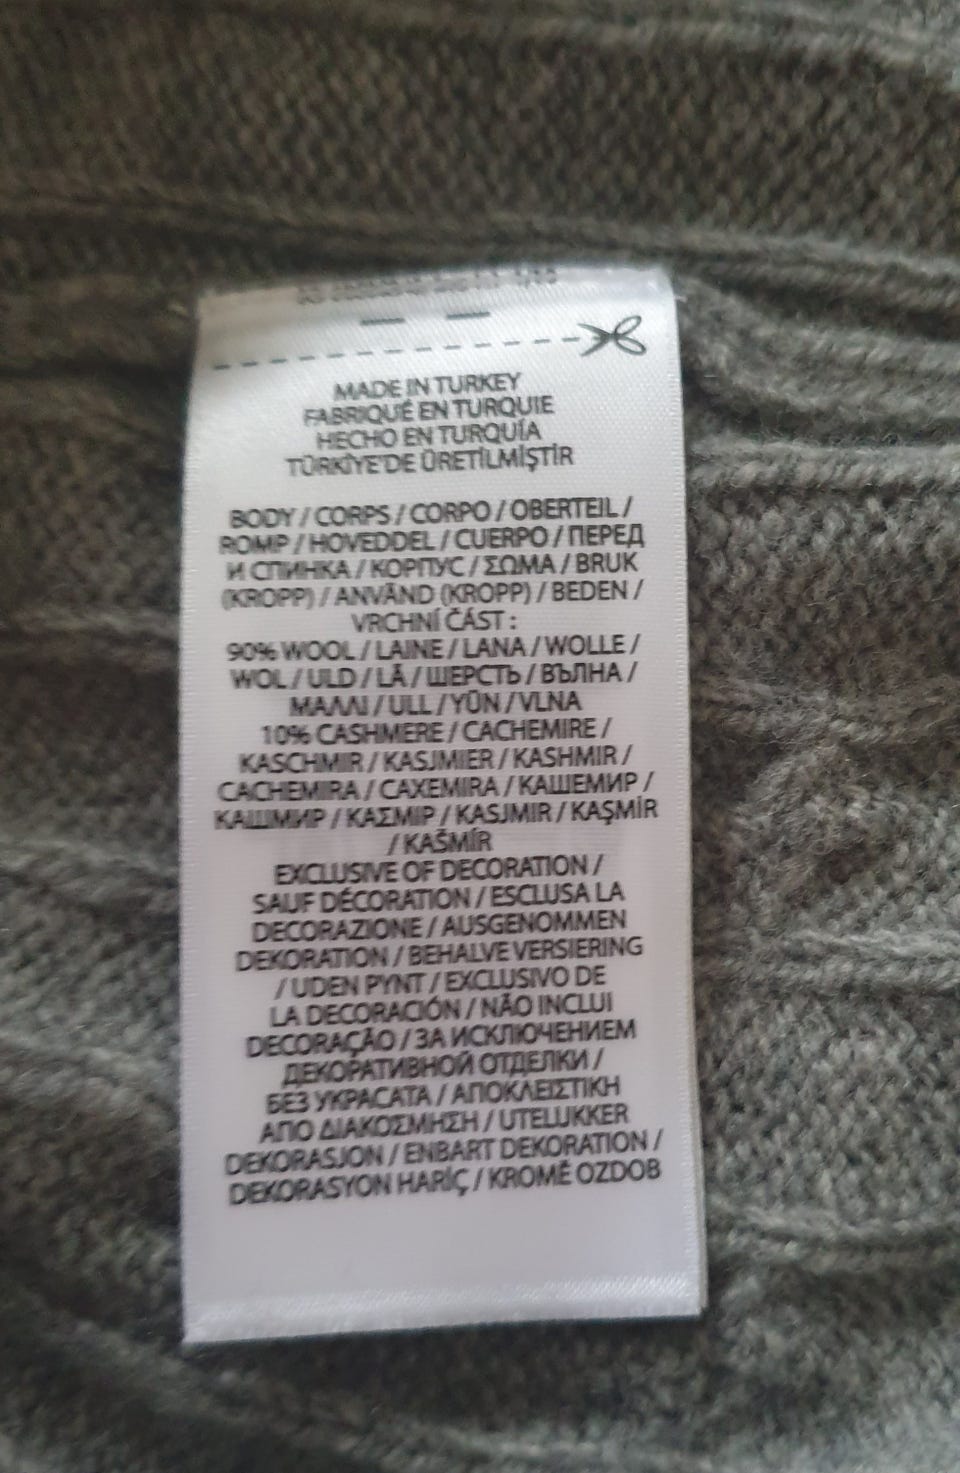 MADE IN TURKEY
FABRIQUÉ EN TURQUIE
HECHO EN TURQUÍA
TÜRKİYE'DE ÜRETİLMİŞTİR
BODY / CORPS / CORPO / OBERTEIL /
ROMP / HOVEDDEL / CUERPO / ПЕРЕД
И СПИНКА / КОРПУС / ΣΩΜΑ / BRUK
(KROPP) / ANVÄND (KROPP) / BEDEN /
VRCHNÍ ČÁST :
90% WOOL / LAINE / LANA / WOLLE /
WOL / ULD / LÃ / ШЕРСТЬ / ВЪЛНА /
ΜΑΛΛΙ / ULL / YÜN / VLNA
10% CASHMERE / CACHEMIRE /
KASCHMIR / KASJMIER / KASHMIR /
CACHEMIRA / CAXEMIRA / КАШЕМИР /
КАШМИР / ΚΑΣΜΙΡ / KASJMIR / KAŞMİR
/ KAŠMÍR
EXCLUSIVE OF DECORATION /
SAUF DÉCORATION / ESCLUSA LA
DECORAZIONE / AUSGENOMMEN
DEKORATION / BEHALVE VERSIERING
/ UDEN PYNT / EXCLUSIVO DE
LA DECORACIÓN / NÃO INCLUI
DECORAÇÃO / ЗА ИСКЛЮЧЕНИЕМ
ДЕКОРАТИВНОЙ ОТДЕЛКИ /
БЕЗ УКРАСАТА / ΑΠΟΚΛΕΙΣΤΙΚΗ
ΑΠΟ ΔΙΑΚΟΣΜΗΣΗ / UTELUKKER
DEKORASJON / ENBART DEKORATION /
DEKORASYON HARİÇ / KROMĚ OZDOB